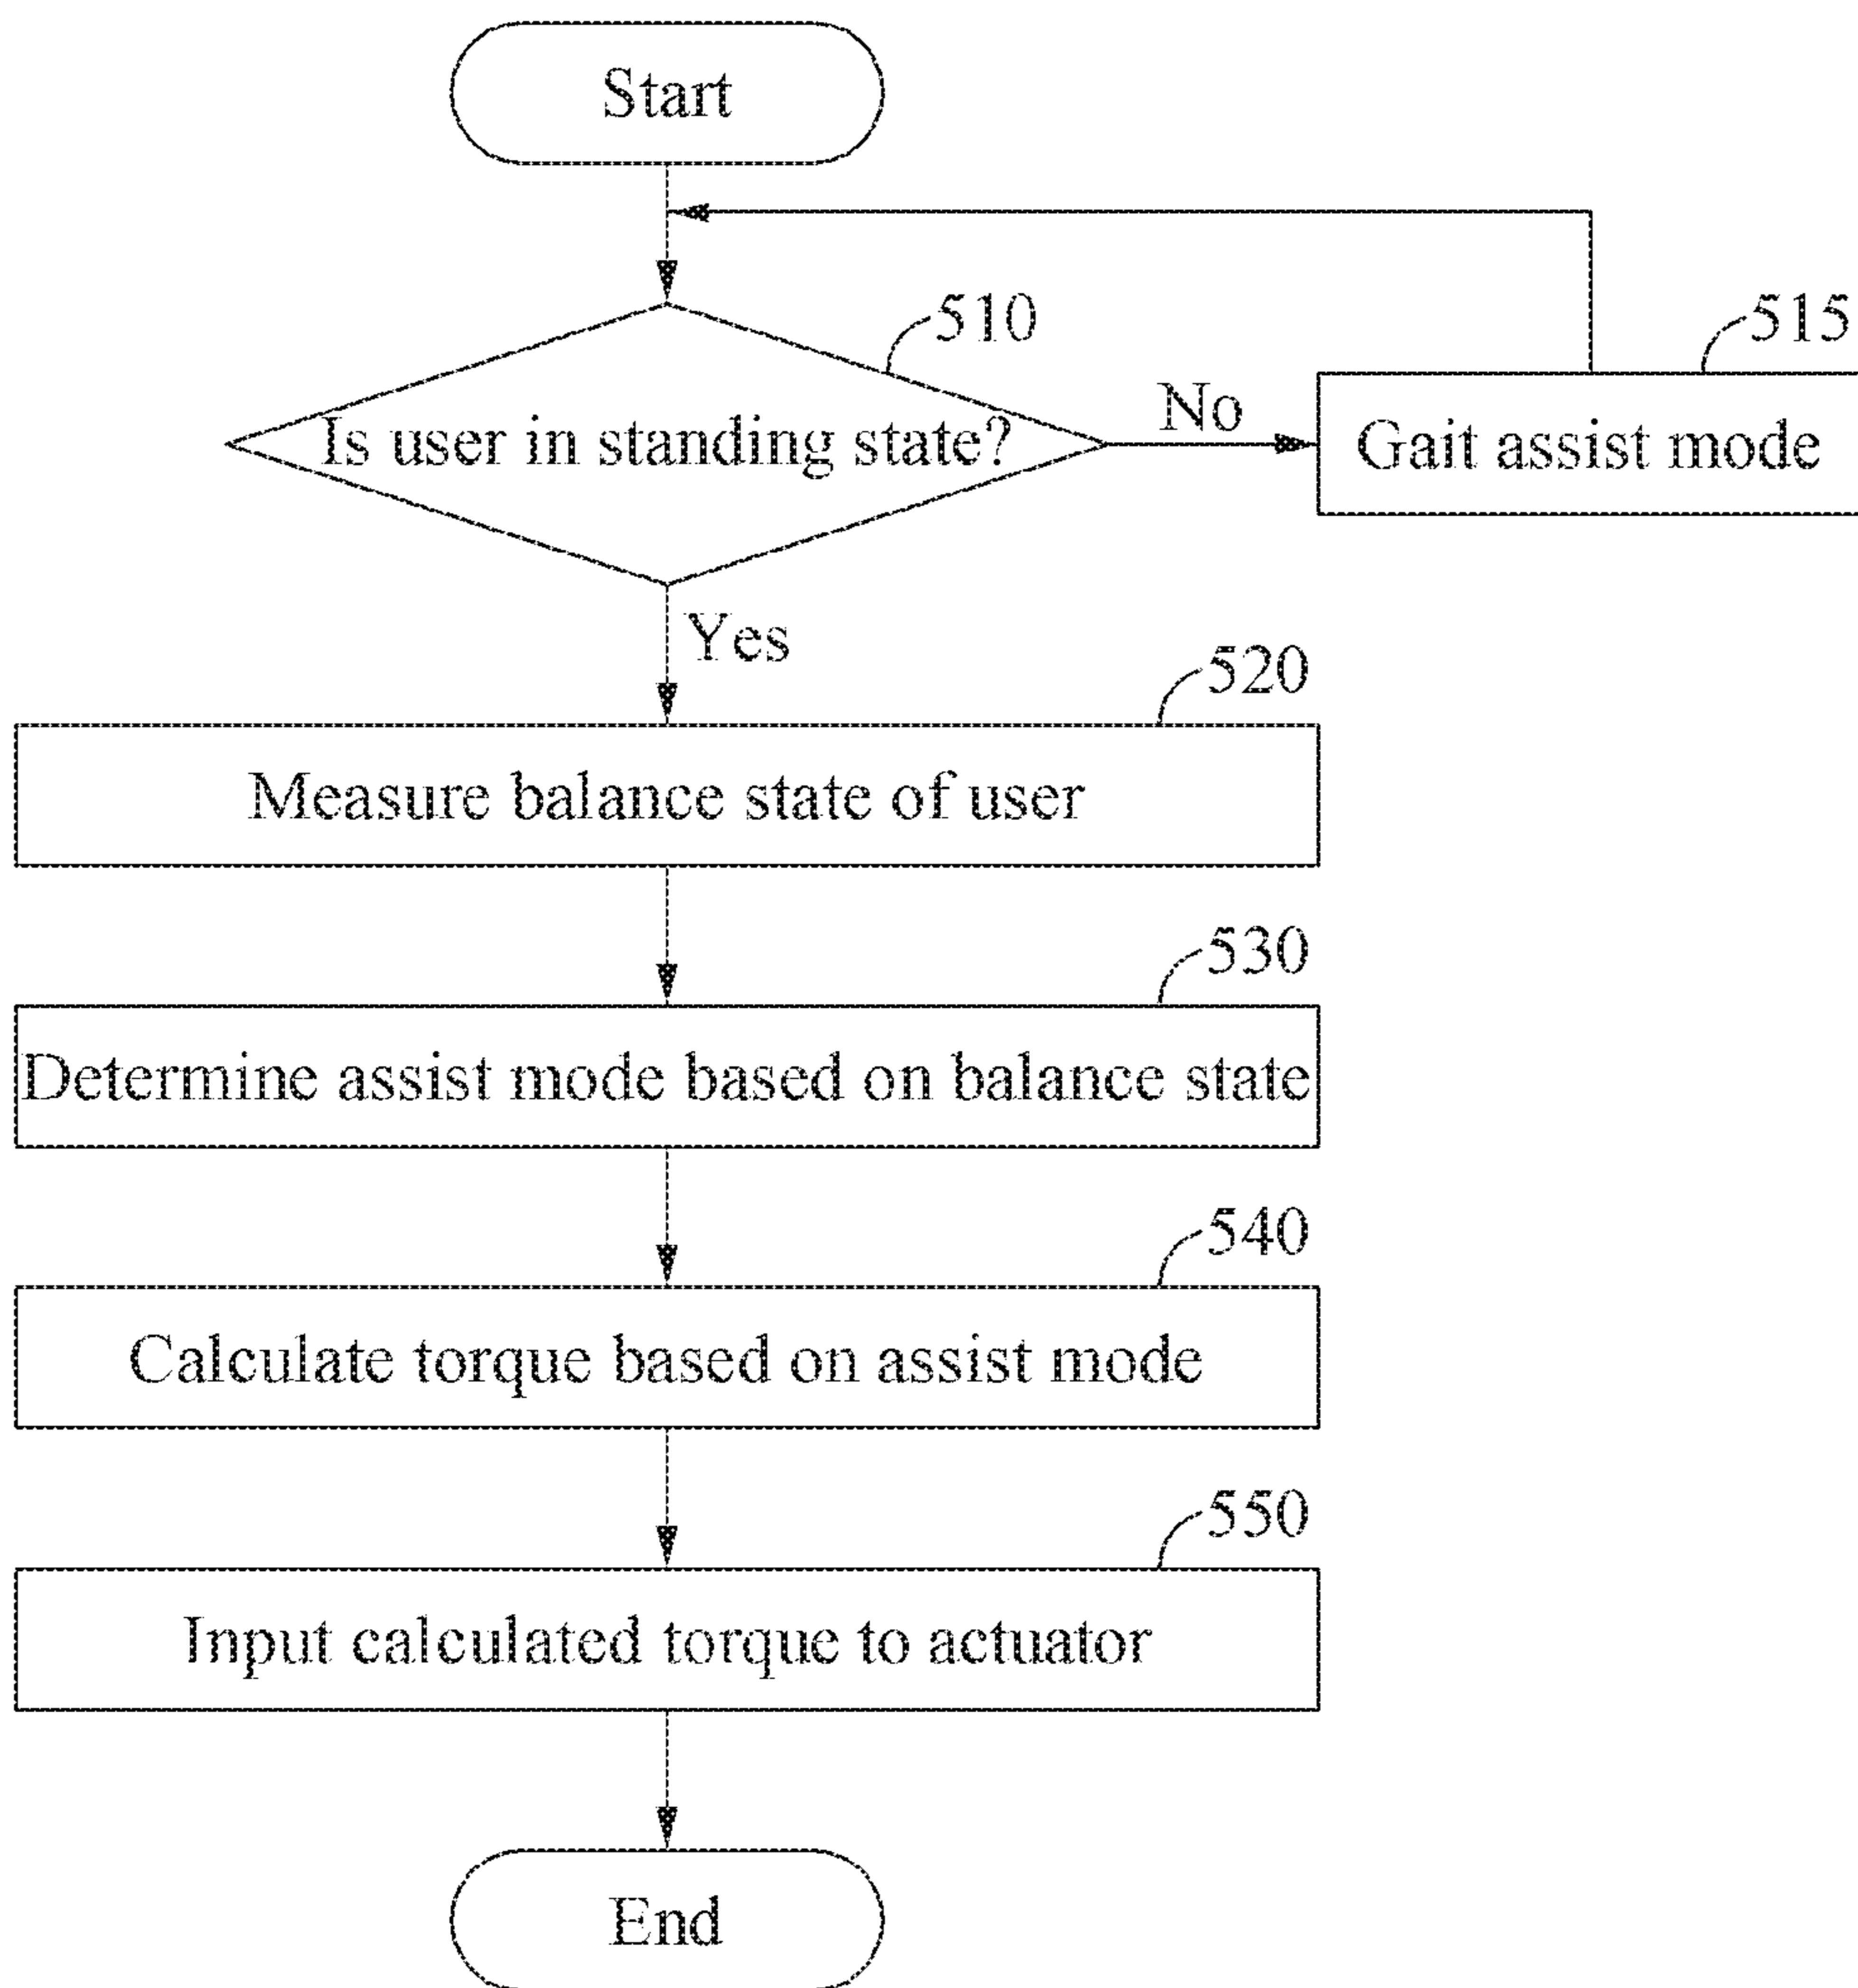 Start
510
515
Is user in standing state?
No
Gait assist mode
Yes
520
Measure balance state of user
530
Determine assist mode based on balance state
540
Calculate torque based on assist mode
550
Input calculated torque to actuator
End